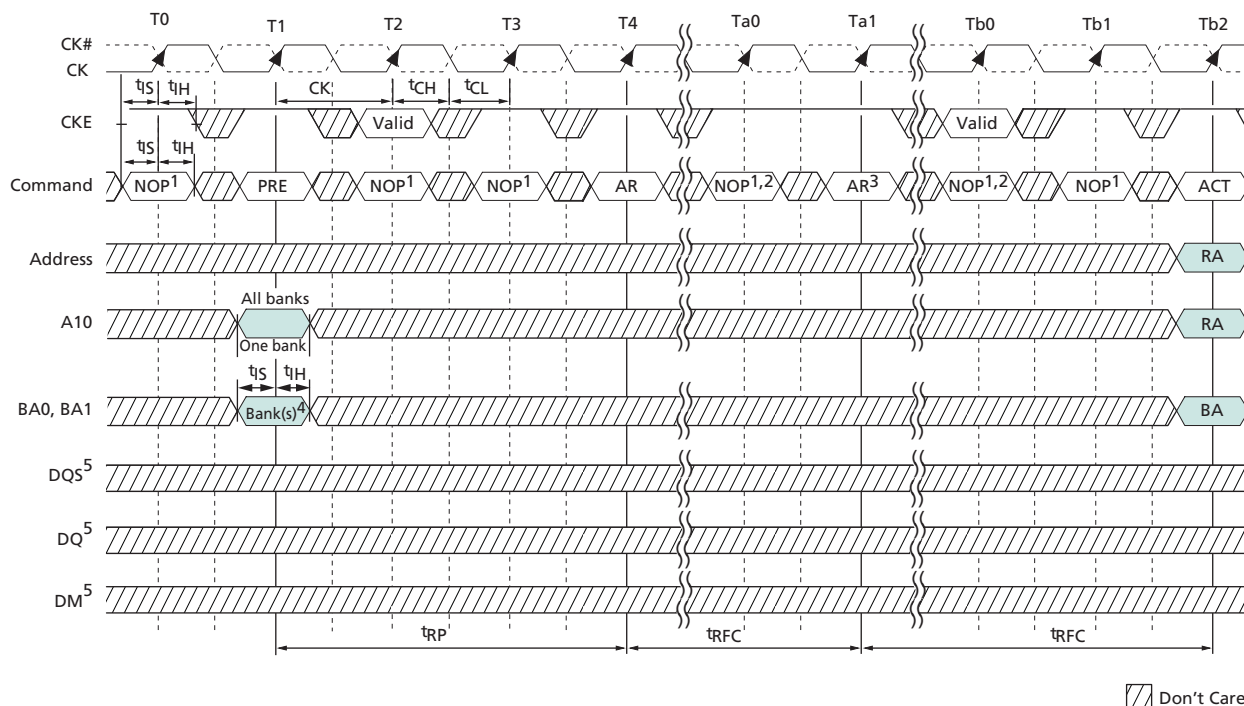 T0 T1 T2 T3 T4 Ta0 Ta1 Tb0 Tb1 Tb2
CK#
CK
tIS tIH CK tCH tCL
CKE Valid Valid
tIS tIH
Command NOP1 PRE NOP1 NOP1 AR NOP1,2 AR3 NOP1,2 NOP1 ACT
Address RA
All banks
A10 RA
One bank
tIS tIH
BA0, BA1 Bank(s)4 BA
DQS5
DQ5
DM5
tRP tRFC tRFC
Don't Care